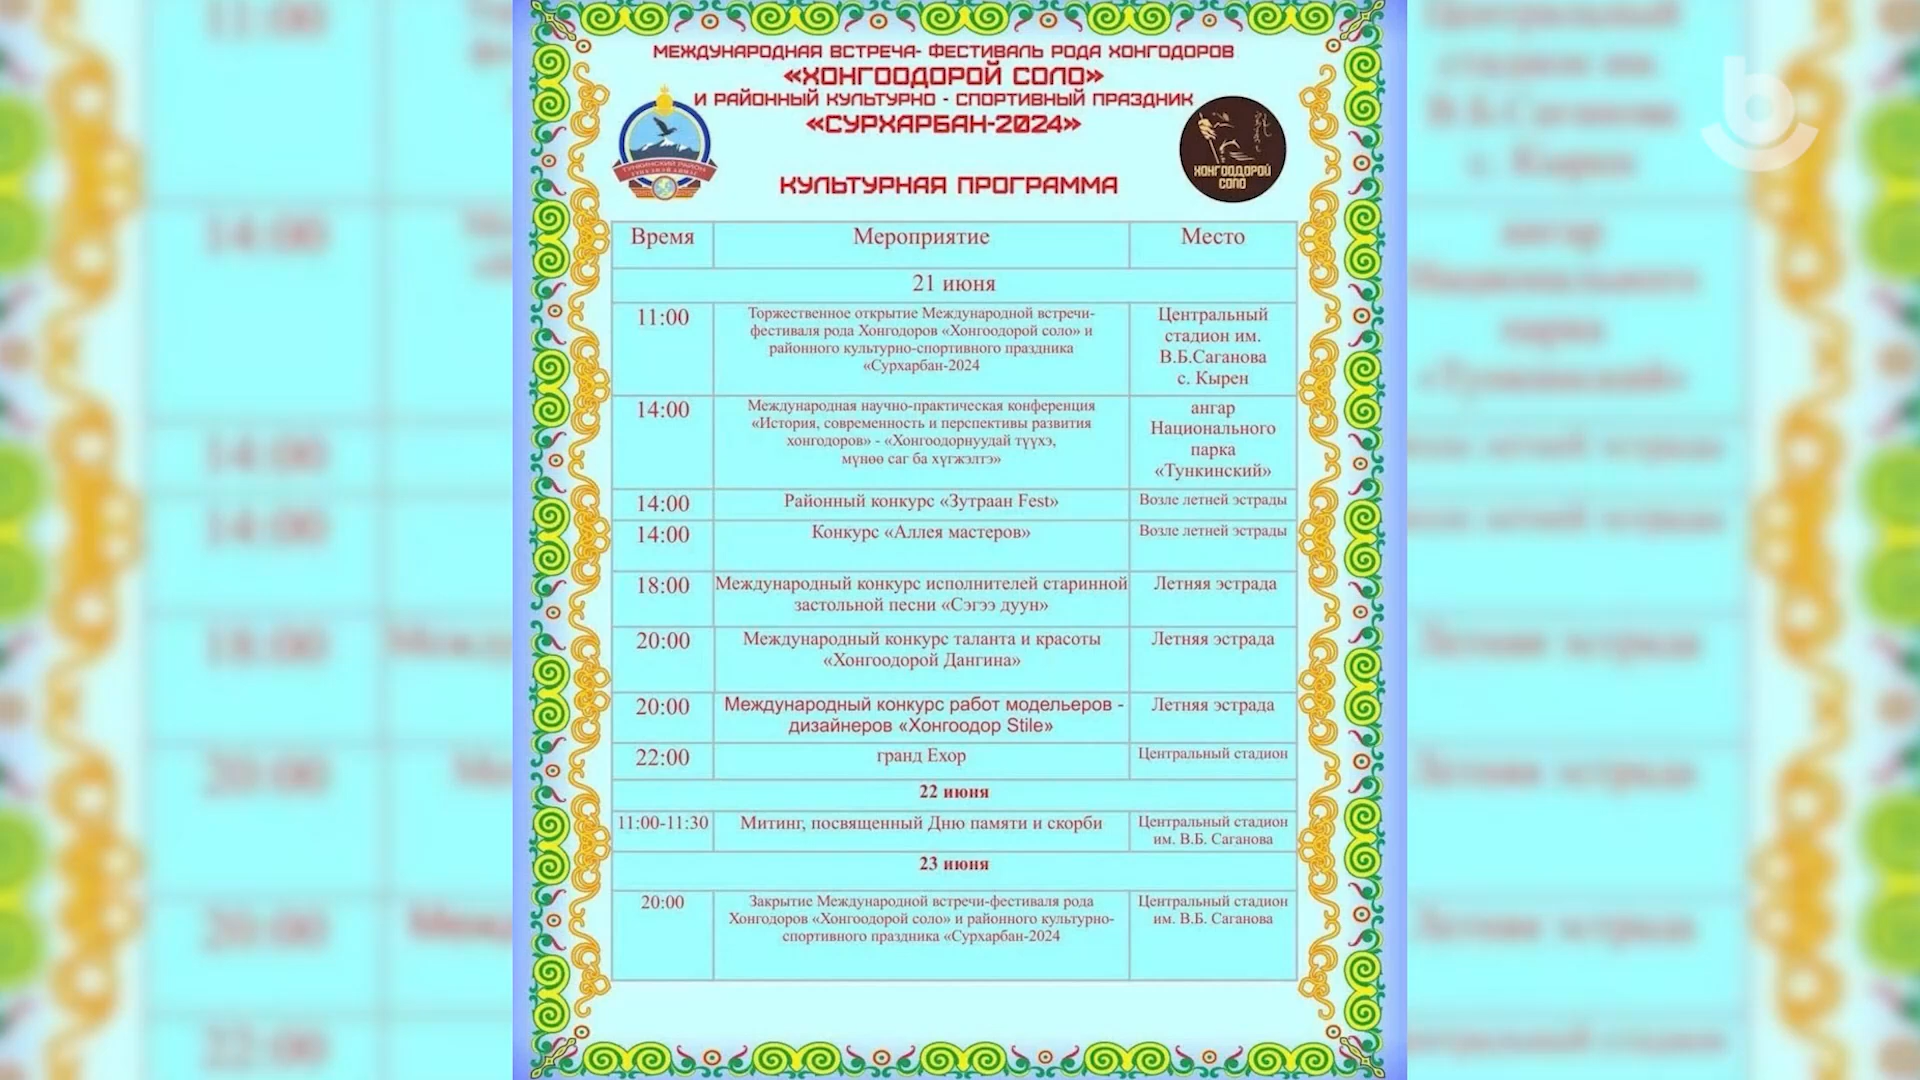 МЕЖДУНАРОДНАЯ ВСТРЕЧА- ФЕСТИВАЛЬ РОДА ХОНГОДОРОВ
«ХОНГООДОРОЙ СОЛО»
И РАЙОННЫЙ КУЛЬТУРНО - СПОРТИВНЫЙ ПРАЗДНИК
«СУРХАРБАН-2024»
ТУНКИНСКИЙ РАЙОН
ХОНГООДОРОЙ
СОЛО
КУЛЬТУРНАЯ ПРОГРАММА
Время Мероприятие Место
21 июня
11:00 Торжественное открытие Международной встречи-
фестиваля рода Хонгодоров «Хонгоодорой соло» и
районного культурно-спортивного праздника
«Сурхарбан-2024
Центральный
стадион им.
В.Б.Саганова
с. Кырен
14:00 Международная научно-практическая конференция
«История, современность и перспективы развития
хонгодоров» - «Хонгоодорнуудай түүхэ,
мүнөө саг ба хүгжэлтэ»
ангар
Национального
парка
«Тункинский»
14:00 Районный конкурс «Зутраан Fest» Возле летней эстрады
14:00 Конкурс «Аллея мастеров» Возле летней эстрады
18:00 Международный конкурс исполнителей старинной
застольной песни «Сэгээ дуун»
Летняя эстрада
20:00 Международный конкурс таланта и красоты
«Хонгоодорой Дангина»
Летняя эстрада
20:00 Международный конкурс работ модельеров -
дизайнеров «Хонгоодор Stile»
Летняя эстрада
22:00 гранд Ехор Центральный стадион
22 июня
11:00-11:30 Митинг, посвященный Дню памяти и скорби Центральный стадион
им. В.Б. Саганова
23 июня
20:00 Закрытие Международной встречи-фестиваля рода
Хонгодоров «Хонгоодорой соло» и районного культурно-
спортивного праздника «Сурхарбан-2024
Центральный стадион
им. В.Б. Саганова